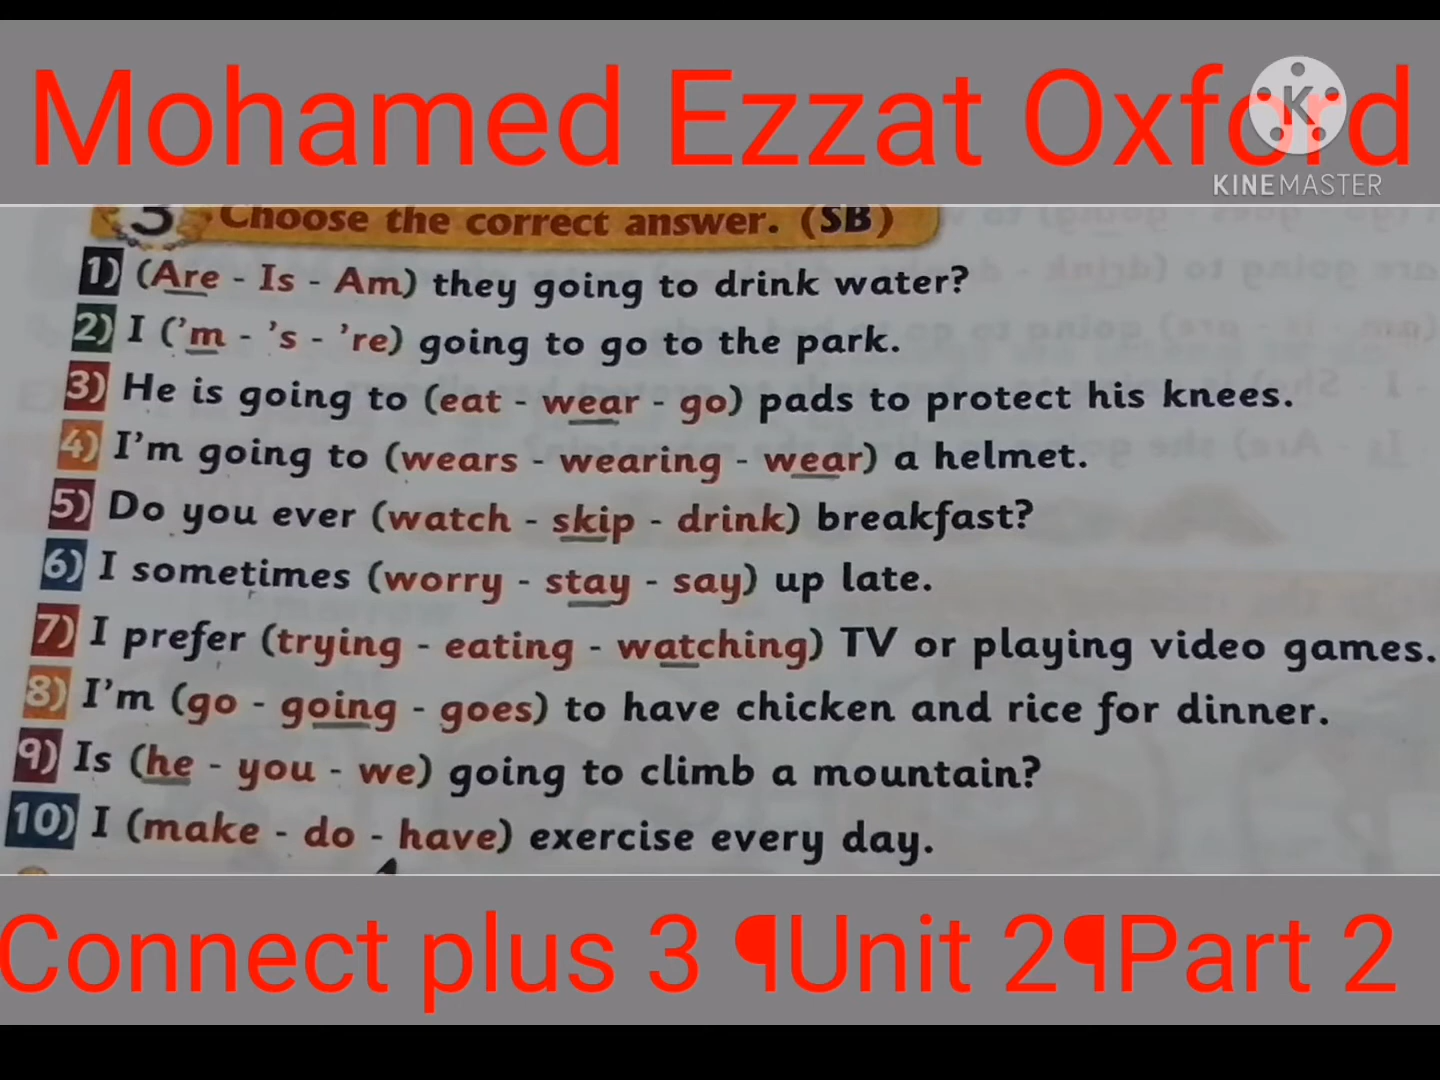 Mohamed Ezzat Oxford
KINEMASTER
3 Choose the correct answer. (SB)
1) (Are - Is - Am) they going to drink water?
2) I ('m - 's - 're) going to go to the park.
3) He is going to (eat - wear - go) pads to protect his knees.
4) I'm going to (wears - wearing - wear) a helmet.
5) Do you ever (watch - skip - drink) breakfast?
6) I sometimes (worry - stay - say) up late.
7) I prefer (trying - eating - watching) TV or playing video games.
8) I'm (go - going - goes) to have chicken and rice for dinner.
9) Is (he - you - we) going to climb a mountain?
10) I (make - do - have) exercise every day.
Connect plus 3 ¶Unit 2¶Part 2